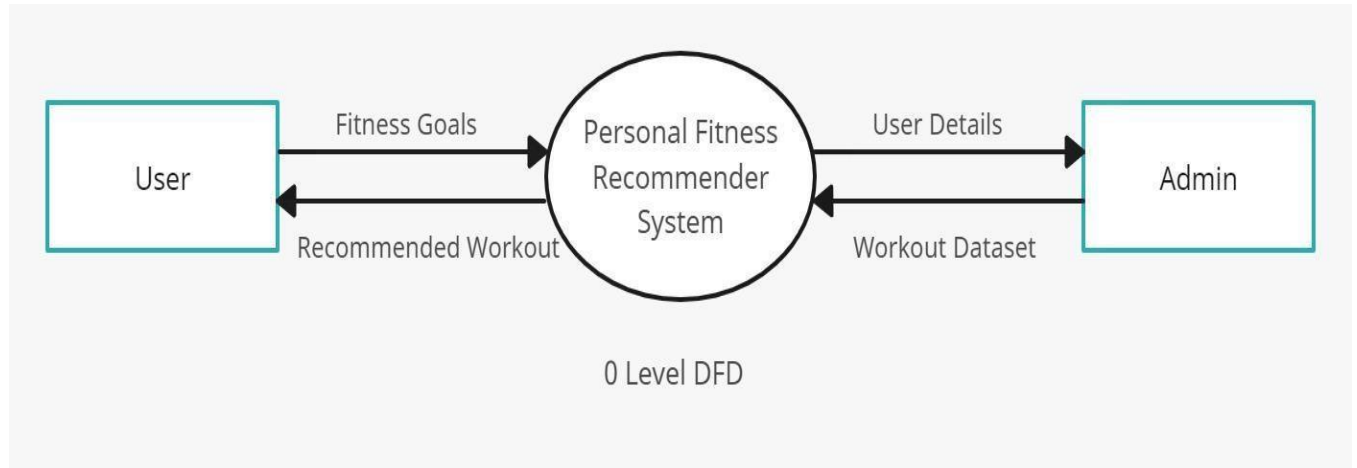 User
Fitness Goals
Recommended Workout
Personal Fitness
Recommender
System
User Details
Workout Dataset
Admin
0 Level DFD